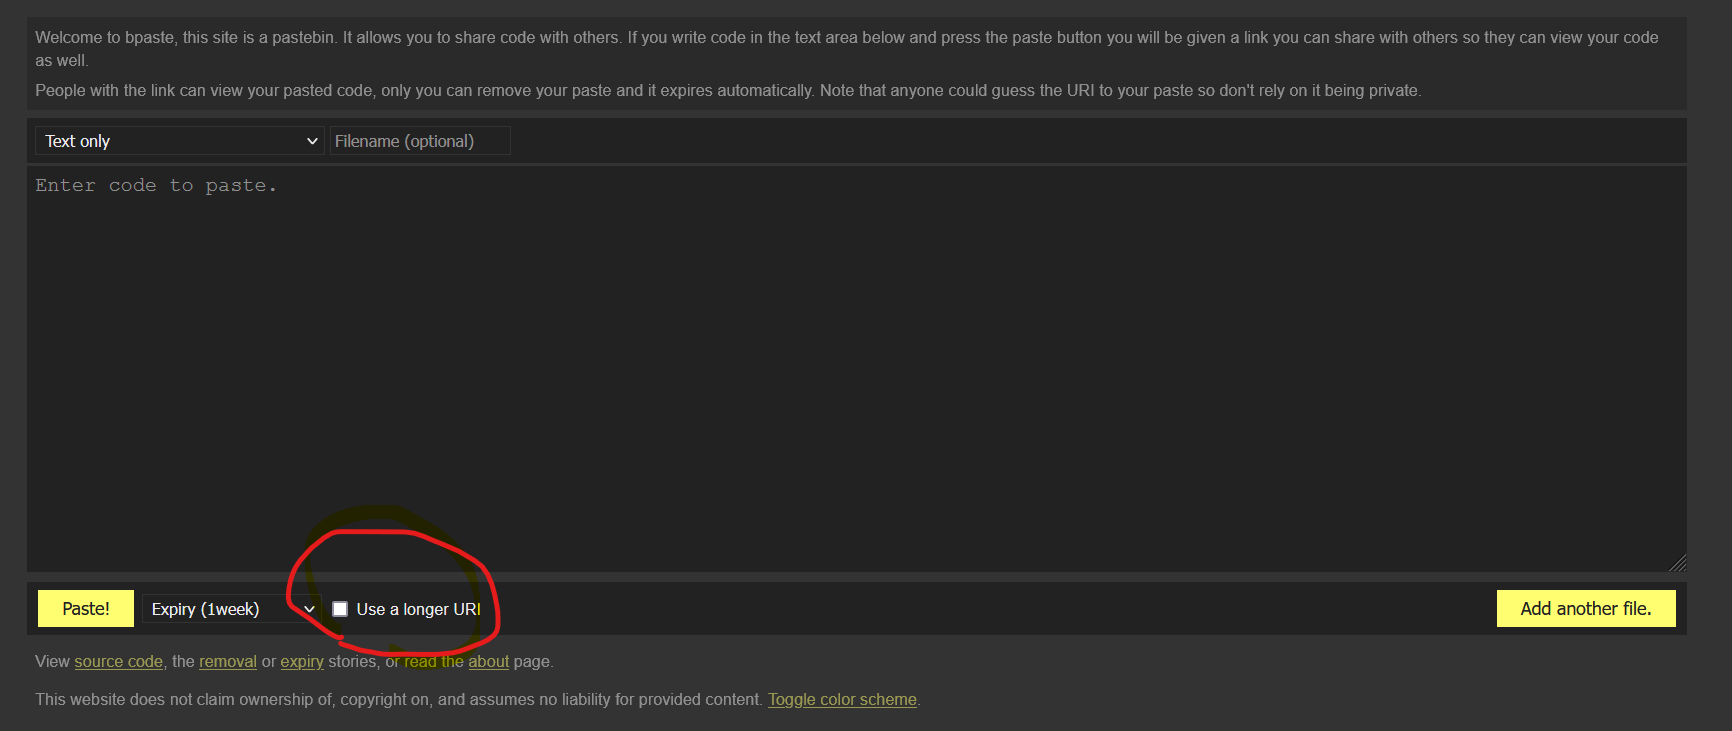 Welcome to bpaste, this site is a pastebin. It allows you to share code with others. If you write code in the text area below and press the paste button you will be given a link you can share with others so they can view your code
as well.
People with the link can view your pasted code, only you can remove your paste and it expires automatically. Note that anyone could guess the URI to your paste so don't rely on it being private.
Text only Filename (optional)
Enter code to paste.
Paste! Expiry (1week) Use a longer URI Add another file.
View source code, the removal or expiry stories, or read the about page.
This website does not claim ownership of, copyright on, and assumes no liability for provided content. Toggle color scheme.